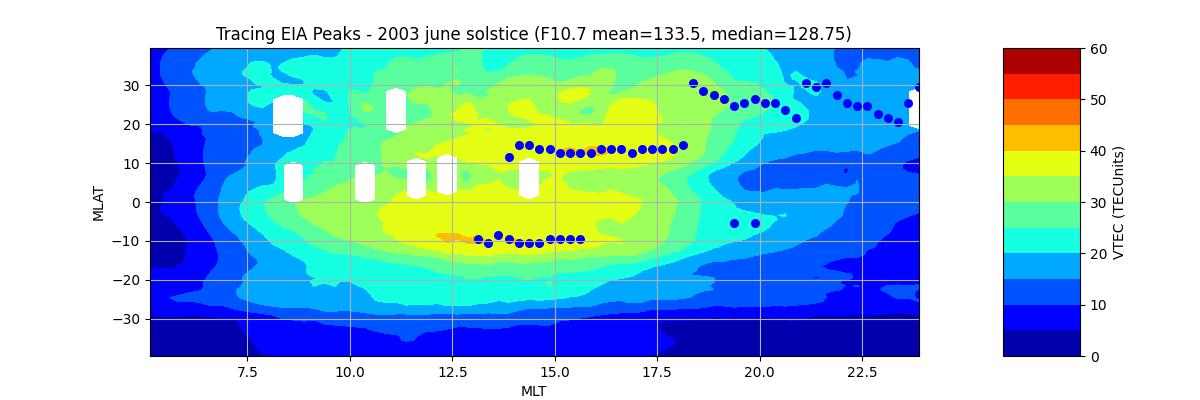 Tracing EIA Peaks - 2003 june solstice (F10.7 mean=133.5, median=128.75)
30
20
10
0
−10
−20
−30
MLAT
7.5 10.0 12.5 15.0 17.5 20.0 22.5
MLT
60
50
40
30
20
10
0
VTEC (TECUnits)